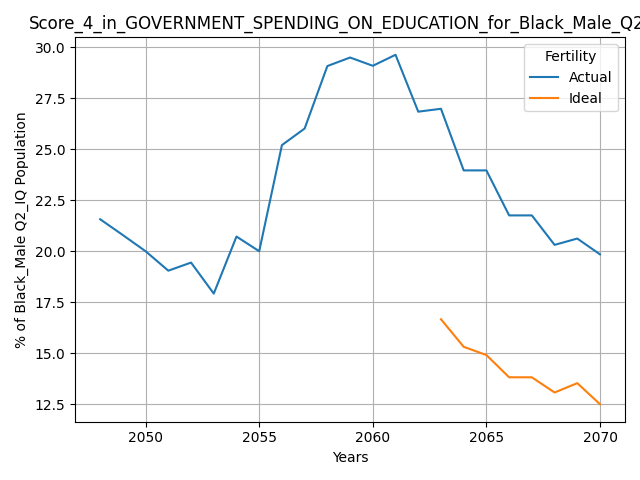 Score_4_in_GOVERNMENT_SPENDING_ON_EDUCATION_for_Black_Male_Q2
Fertility
Actual
Ideal
% of Black_Male Q2_IQ Population
30.0
27.5
25.0
22.5
20.0
17.5
15.0
12.5
2050
2055
2060
2065
2070
Years